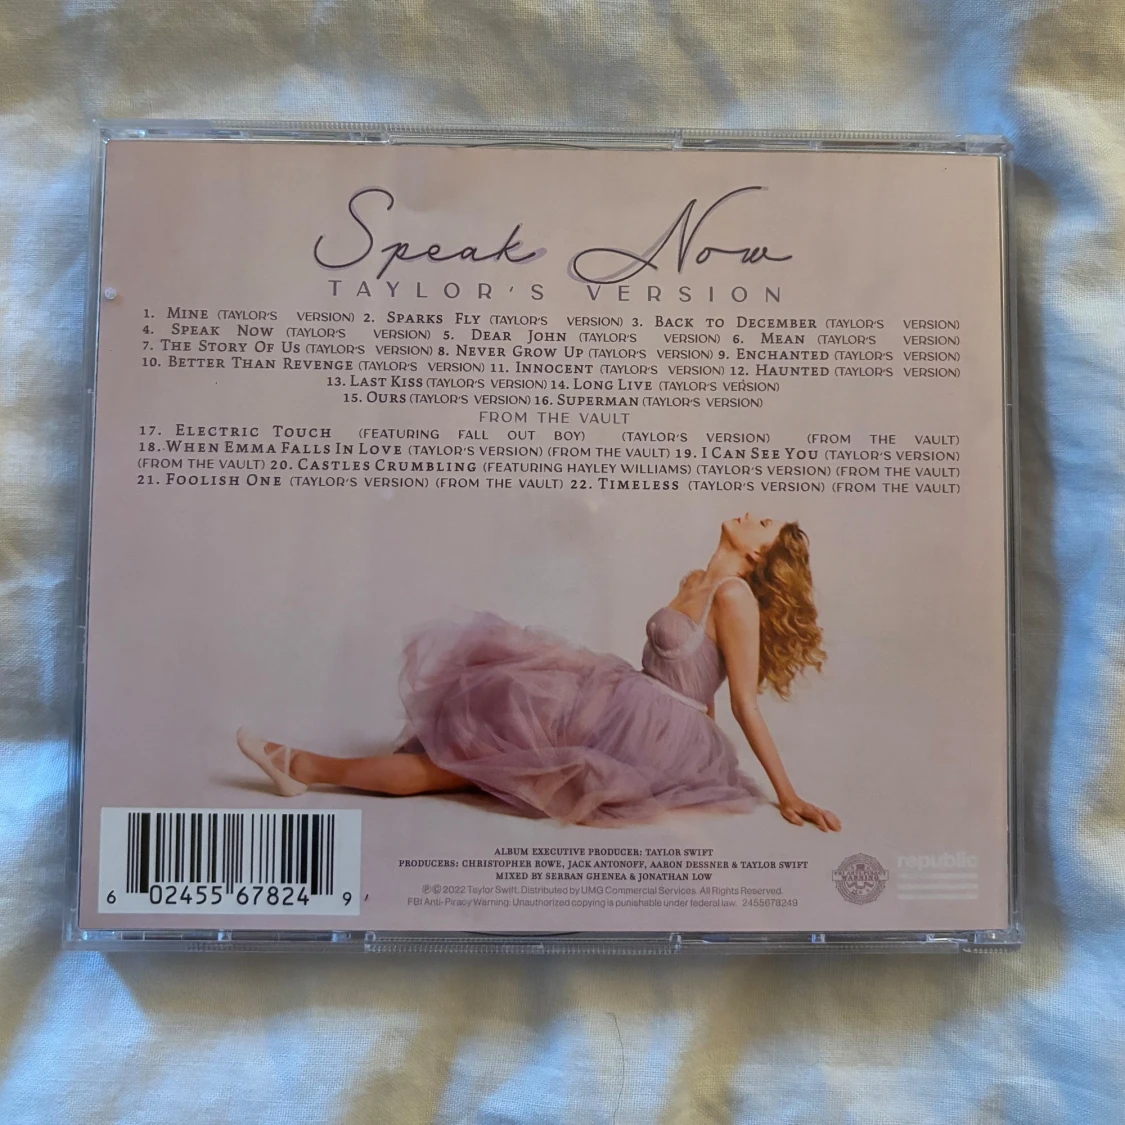 Speak Now
TAYLOR'S VERSION
1. MINE (TAYLOR'S VERSION) 2. SPARKS FLY (TAYLOR'S VERSION) 3. BACK TO DECEMBER (TAYLOR'S VERSION)
4. SPEAK NOW (TAYLOR'S VERSION) 5. DEAR JOHN (TAYLOR'S VERSION) 6. MEAN (TAYLOR'S VERSION)
7. THE STORY OF US (TAYLOR'S VERSION) 8. NEVER GROW UP (TAYLOR'S VERSION) 9. ENCHANTED (TAYLOR'S VERSION)
10. BETTER THAN REVENGE (TAYLOR'S VERSION) 11. INNOCENT (TAYLOR'S VERSION) 12. HAUNTED (TAYLOR'S VERSION)
13. LAST KISS (TAYLOR'S VERSION) 14. LONG LIVE (TAYLOR'S VERSION)
15. OURS (TAYLOR'S VERSION) 16. SUPERMAN (TAYLOR'S VERSION)
FROM THE VAULT
17. ELECTRIC TOUCH (FEATURING FALL OUT BOY) (TAYLOR'S VERSION) (FROM THE VAULT)
18. WHEN EMMA FALLS IN LOVE (TAYLOR'S VERSION) (FROM THE VAULT) 19. I CAN SEE YOU (TAYLOR'S VERSION)
(FROM THE VAULT) 20. CASTLES CRUMBLING (FEATURING HAYLEY WILLIAMS) (TAYLOR'S VERSION) (FROM THE VAULT)
21. FOOLISH ONE (TAYLOR'S VERSION) (FROM THE VAULT) 22. TIMELESS (TAYLOR'S VERSION) (FROM THE VAULT)
ALBUM EXECUTIVE PRODUCER: TAYLOR SWIFT
PRODUCERS: CHRISTOPHER ROWE, JACK ANTONOFF, AARON DESSNER & TAYLOR SWIFT
MIXED BY SERBAN GHENEA & JONATHAN LOW
℗© 2022 Taylor Swift. Distributed by UMG Commercial Services. All Rights Reserved.
FBI Anti-Piracy Warning: Unauthorized copying is punishable under federal law. 2455678249
6 02455 67824 9
republic